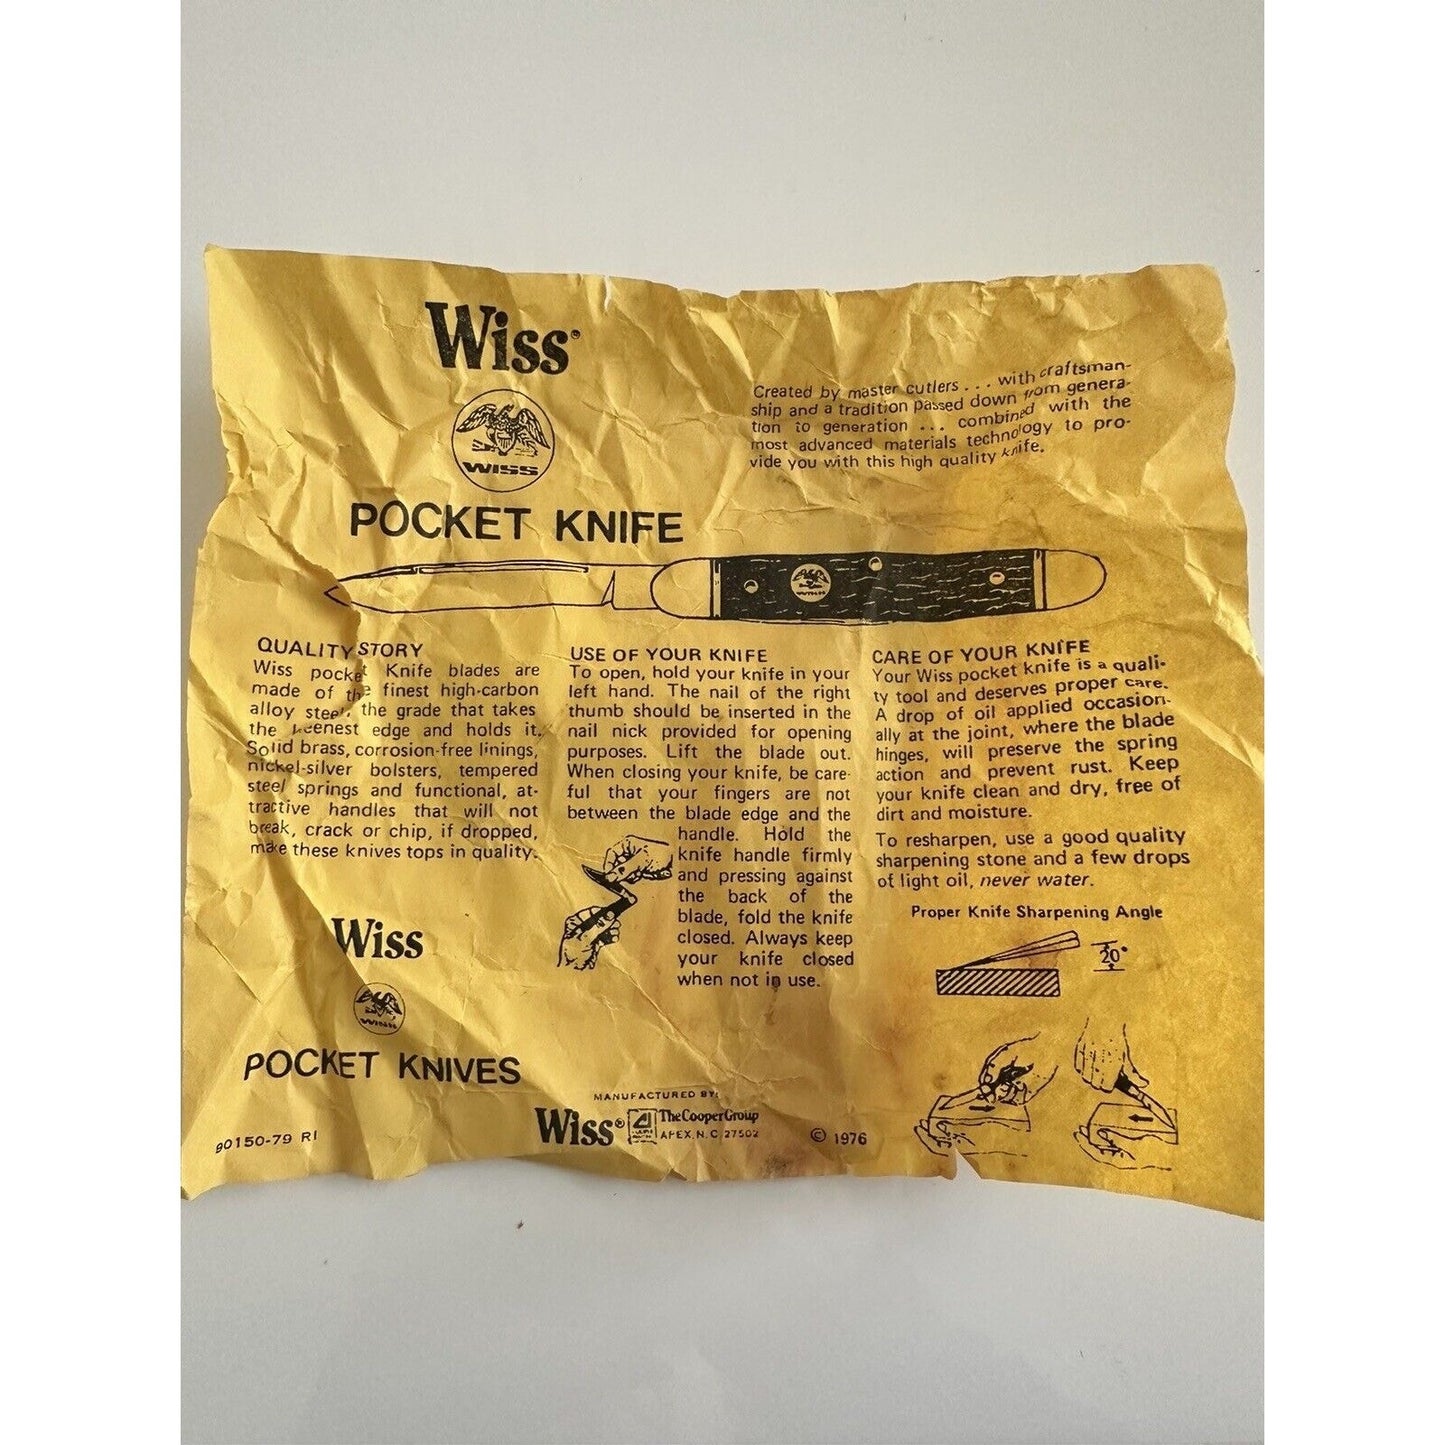 Wiss®
WISS
POCKET KNIFE
Created by master cutlers . . . with craftsman-
ship and a tradition passed down from genera-
tion to generation . . . combined with the
most advanced materials technology to pro-
vide you with this high quality knife.
QUALITY STORY
Wiss pocket Knife blades are
made of the finest high-carbon
alloy steel, the grade that takes
the keenest edge and holds it.
Solid brass, corrosion-free linings,
nickel-silver bolsters, tempered
steel springs and functional, at-
tractive handles that will not
break, crack or chip, if dropped,
make these knives tops in quality.
Wiss
POCKET KNIVES
90150-79 RI
USE OF YOUR KNIFE
To open, hold your knife in your
left hand. The nail of the right
thumb should be inserted in the
nail nick provided for opening
purposes. Lift the blade out.
When closing your knife, be care-
ful that your fingers are not
between the blade edge and the
handle. Hold the
knife handle firmly
and pressing against
the back of the
blade, fold the knife
closed. Always keep
your knife closed
when not in use.
MANUFACTURED BY:
Wiss® The Cooper Group
APEX, N.C. 27502
© 1976
CARE OF YOUR KNIFE
Your Wiss pocket knife is a quali-
ty tool and deserves proper care.
A drop of oil applied occasion-
ally at the joint, where the blade
hinges, will preserve the spring
action and prevent rust. Keep
your knife clean and dry, free of
dirt and moisture.
To resharpen, use a good quality
sharpening stone and a few drops
of light oil, never water.
Proper Knife Sharpening Angle
20°